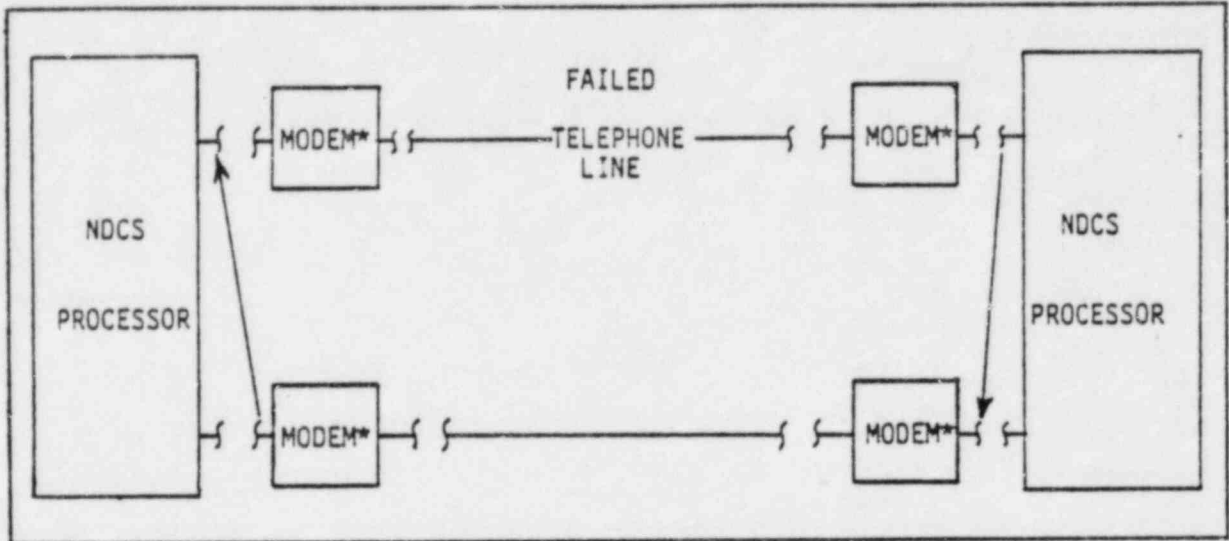 FAILED
MODEM* TELEPHONE MODEM*
LINE
NDCS NDCS
PROCESSOR PROCESSOR
MODEM* MODEM*